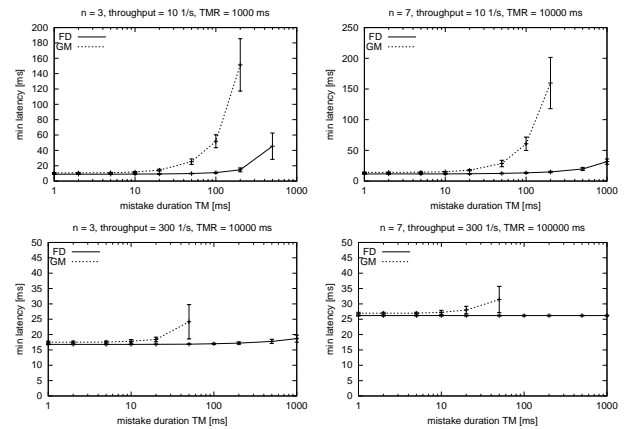 n = 3, throughput = 10 1/s, TMR = 1000 ms
200
180
160
140
120
100
80
60
40
20
0
FD
GM
min latency [ms]
1 10 100 1000
mistake duration TM [ms]
n = 7, throughput = 10 1/s, TMR = 10000 ms
250
200
150
100
50
0
FD
GM
min latency [ms]
1 10 100 1000
mistake duration TM [ms]
n = 3, throughput = 300 1/s, TMR = 10000 ms
50
45
40
35
30
25
20
15
10
5
0
FD
GM
min latency [ms]
1 10 100 1000
mistake duration TM [ms]
n = 7, throughput = 300 1/s, TMR = 100000 ms
50
45
40
35
30
25
20
15
10
5
0
FD
GM
min latency [ms]
1 10 100 1000
mistake duration TM [ms]